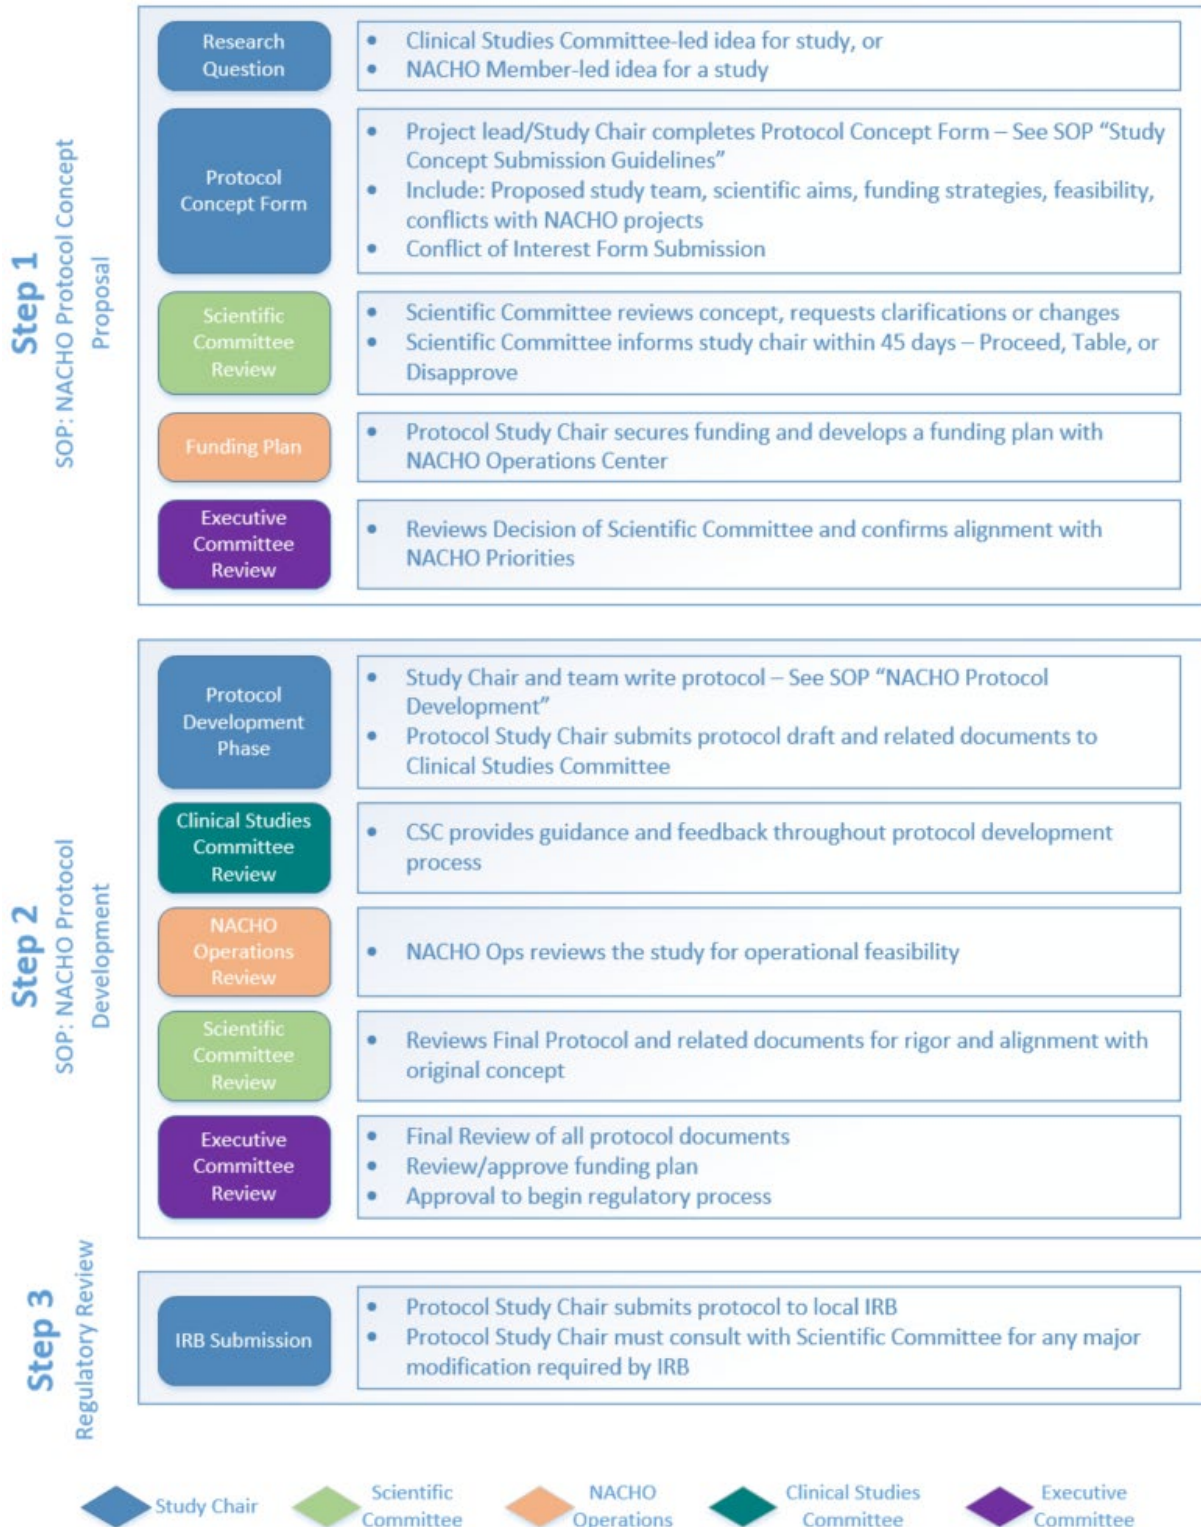 Step 1
SOP: NACHO Protocol Concept
Proposal
Research
Question
• Clinical Studies Committee-led idea for study, or
• NACHO Member-led idea for a study
Protocol
Concept Form
• Project lead/Study Chair completes Protocol Concept Form – See SOP “Study
Concept Submission Guidelines”
• Include: Proposed study team, scientific aims, funding strategies, feasibility,
conflicts with NACHO projects
• Conflict of Interest Form Submission
Scientific
Committee
Review
• Scientific Committee reviews concept, requests clarifications or changes
• Scientific Committee informs study chair within 45 days – Proceed, Table, or
Disapprove
Funding Plan
• Protocol Study Chair secures funding and develops a funding plan with
NACHO Operations Center
Executive
Committee
Review
• Reviews Decision of Scientific Committee and confirms alignment with
NACHO Priorities
Step 2
SOP: NACHO Protocol
Development
Protocol
Development
Phase
• Study Chair and team write protocol – See SOP “NACHO Protocol
Development”
• Protocol Study Chair submits protocol draft and related documents to
Clinical Studies Committee
Clinical Studies
Committee
Review
• CSC provides guidance and feedback throughout protocol development
process
NACHO
Operations
Review
• NACHO Ops reviews the study for operational feasibility
Scientific
Committee
Review
• Reviews Final Protocol and related documents for rigor and alignment with
original concept
Executive
Committee
Review
• Final Review of all protocol documents
• Review/approve funding plan
• Approval to begin regulatory process
Step 3
Regulatory Review
IRB Submission
• Protocol Study Chair submits protocol to local IRB
• Protocol Study Chair must consult with Scientific Committee for any major
modification required by IRB
Study Chair
Scientific
Committee
NACHO
Operations
Clinical Studies
Committee
Executive
Committee